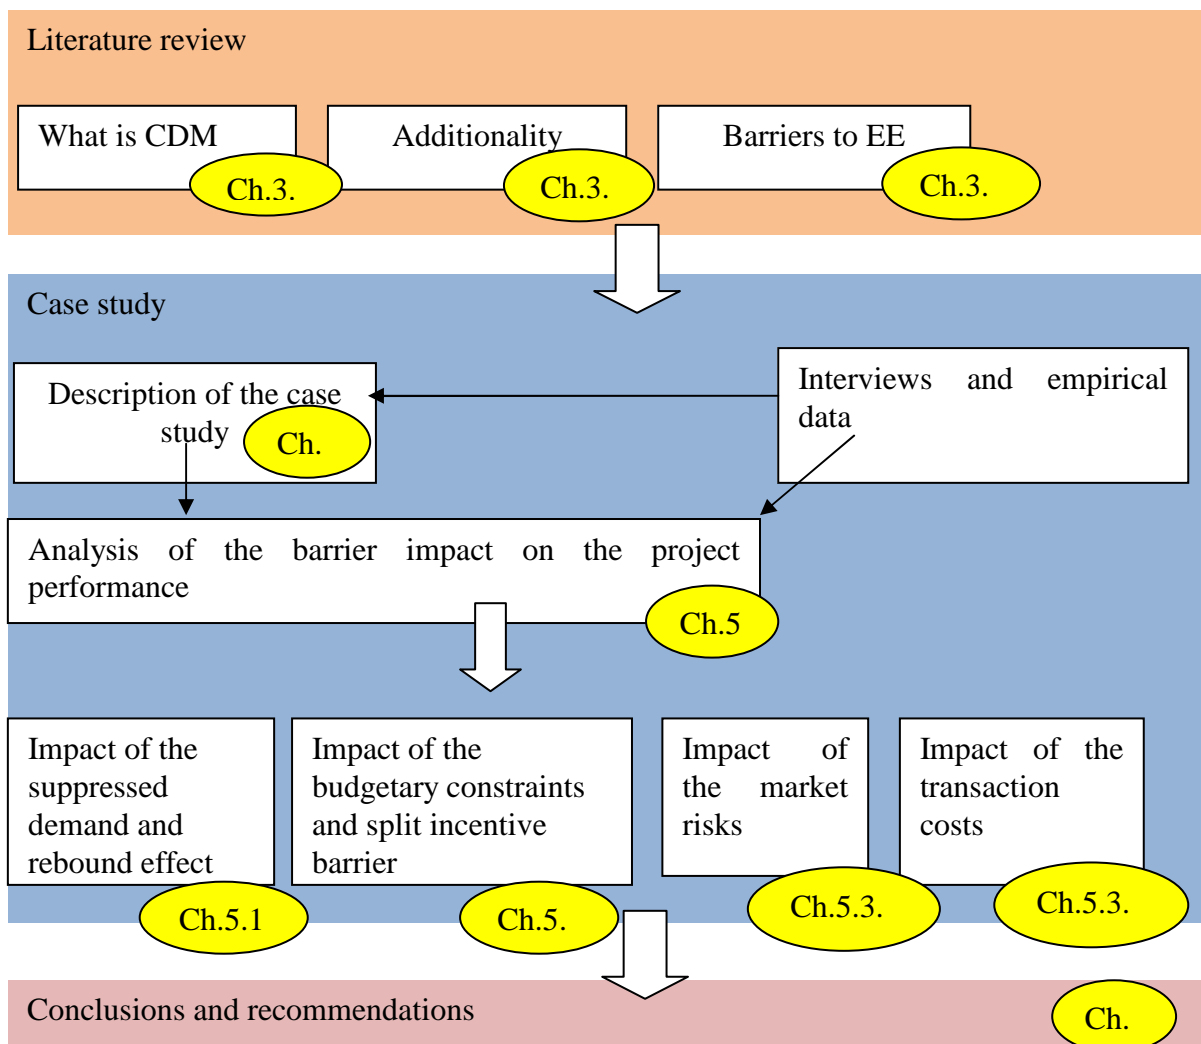 Literature review
What is CDM
Ch.3.
Additionality
Ch.3.
Barriers to EE
Ch.3.
Case study
Description of the case
study
Ch.
Interviews and empirical
data
Analysis of the barrier impact on the project
performance
Ch.5
Impact of the
suppressed
demand and
rebound effect
Ch.5.1
Impact of the
budgetary constraints
and split incentive
barrier
Ch.5.
Impact of
the market
risks
Ch.5.3.
Impact of the
transaction
costs
Ch.5.3.
Conclusions and recommendations
Ch.